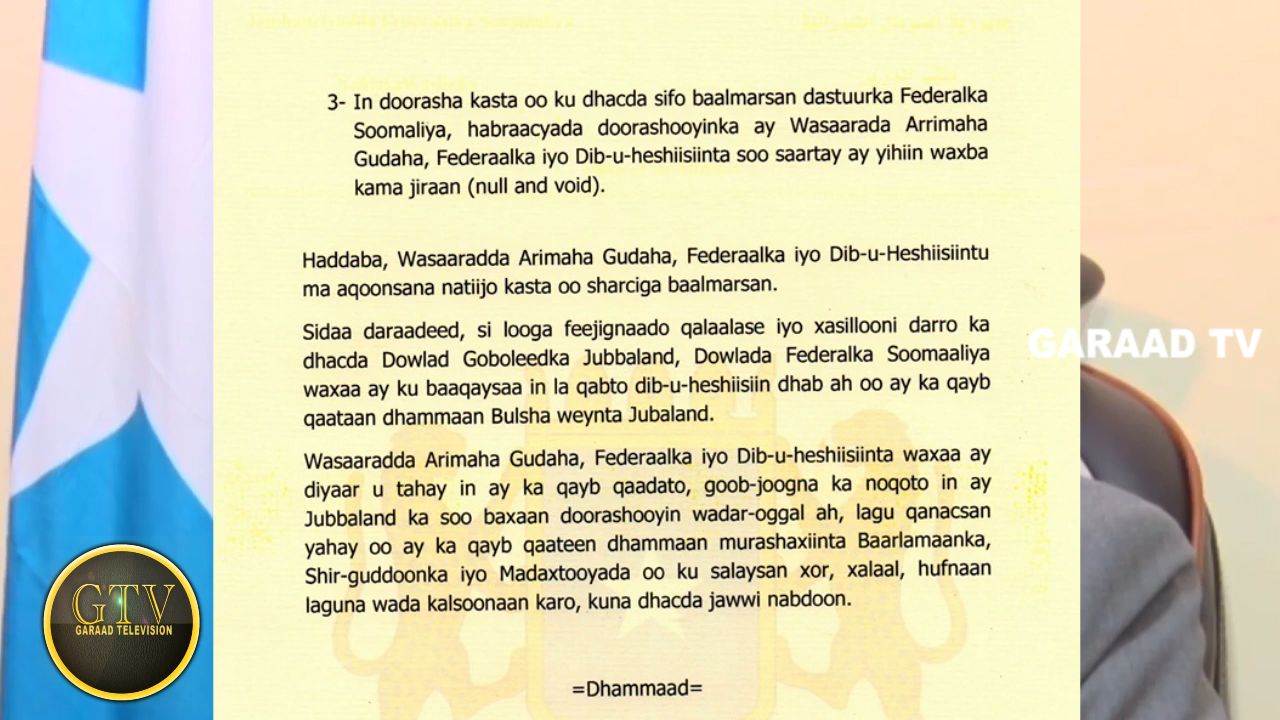 3- In doorasha kasta oo ku dhacda sifo baalmarsan dastuurka Federalka
Soomaliya, habraacyada doorashooyinka ay Wasaarada Arrimaha
Gudaha, Federaalka iyo Dib-u-heshiisiinta soo saartay ay yihiin waxba
kama jiraan (null and void).
Haddaba, Wasaaradda Arimaha Gudaha, Federaalka iyo Dib-u-Heshiisiintu
ma aqoonsana natiijo kasta oo sharciga baalmarsan.
Sidaa daraadeed, si looga feejignaado qalaalase iyo xasillooni darro ka
dhacda Dowlad Goboleedka Jubbaland, Dowlada Federalka Soomaaliya
waxaa ay ku baaqaysaa in la qabto dib-u-heshiisiin dhab ah oo ay ka qayb
qaataan dhammaan Bulsha weynta Jubaland.
Wasaaradda Arimaha Gudaha, Federaalka iyo Dib-u-heshiisiinta waxaa ay
diyaar u tahay in ay ka qayb qaadato, goob-joogna ka noqoto in ay
Jubbaland ka soo baxaan doorashooyin wadar-oggal ah, lagu qanacsan
yahay oo ay ka qayb qaateen dhammaan murashaxiinta Baarlamaanka,
Shir-guddoonka iyo Madaxtooyada oo ku salaysan xor, xalaal, hufnaan
laguna wada kalsoonaan karo, kuna dhacda jawwi nabdoon.
=Dhammaad=
GARAAD TV
GTV
GARAAD TELEVISION